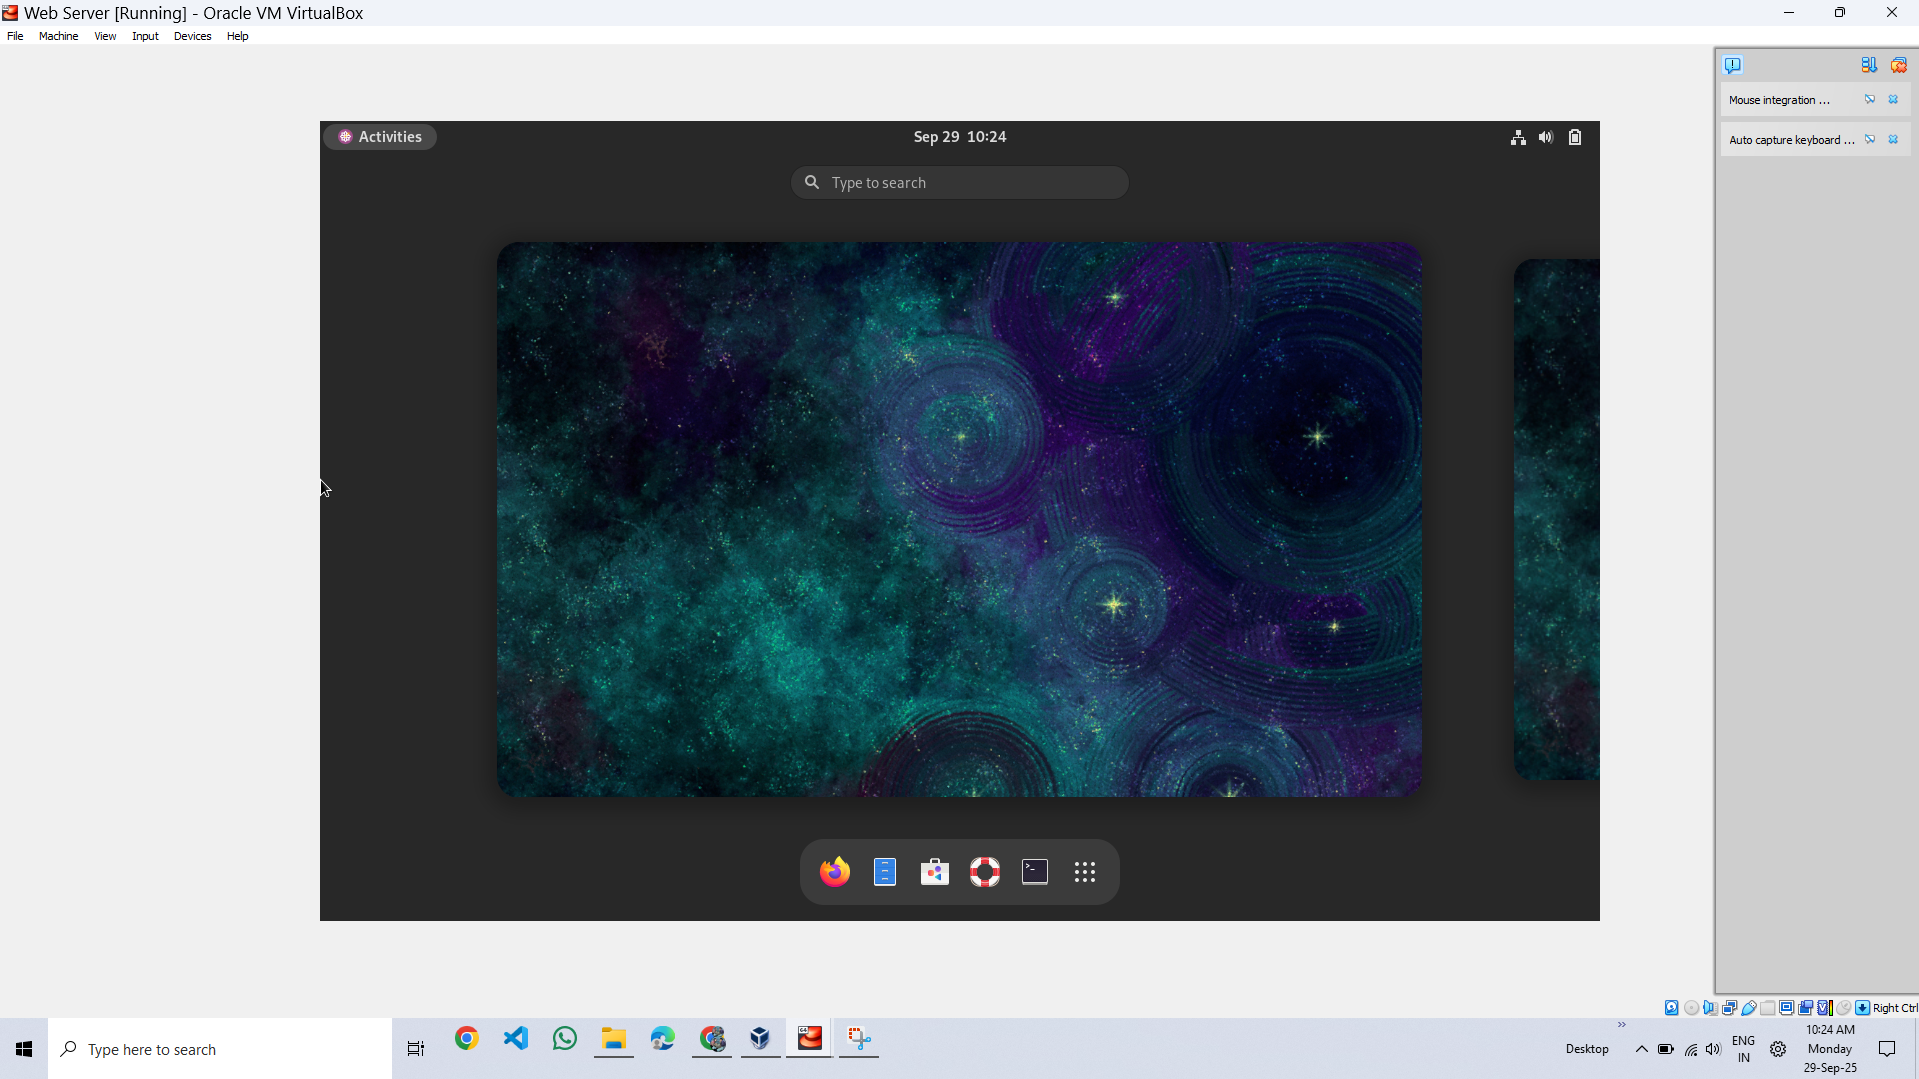 Web Server [Running] - Oracle VM VirtualBox
File Machine View Input Devices Help
Mouse integration ...
Auto capture keyboard ...
Activities
Sep 29 10:24
Type to search
Right Ctrl
Type here to search
Desktop
ENG
IN
10:24 AM
Monday
29-Sep-25